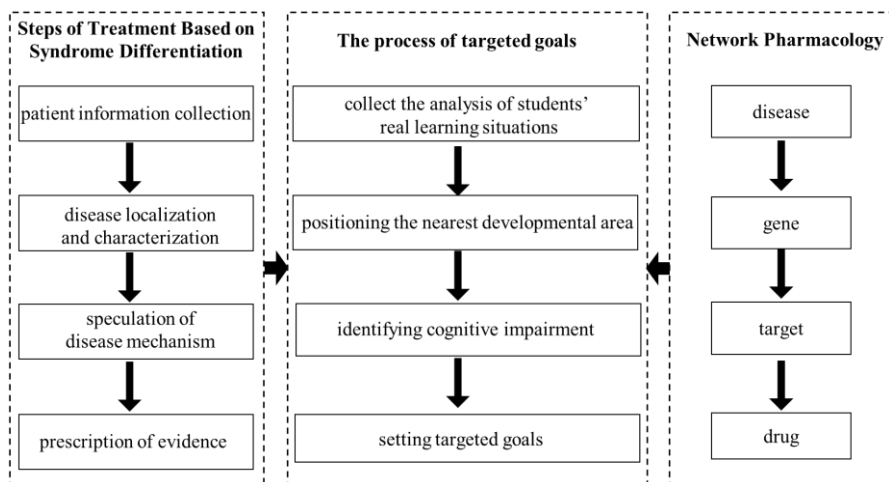 Steps of Treatment Based on
Syndrome Differentiation
patient information collection
disease localization
and characterization
speculation of
disease mechanism
prescription of evidence
The process of targeted goals
collect the analysis of students’
real learning situations
positioning the nearest developmental area
identifying cognitive impairment
setting targeted goals
Network Pharmacology
disease
gene
target
drug